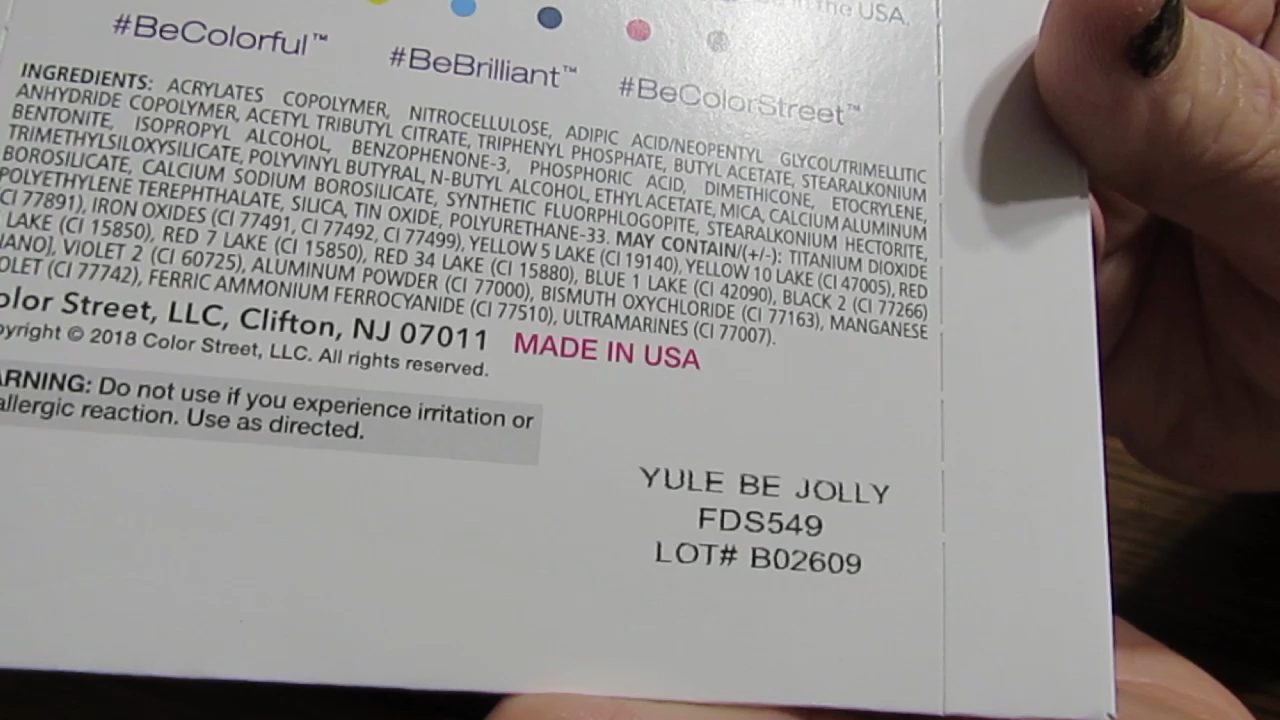 in the USA.
#BeColorful™ #BeBrilliant™ #BeColorStreet™
INGREDIENTS: ACRYLATES COPOLYMER, NITROCELLULOSE, ADIPIC ACID/NEOPENTYL GLYCOL/TRIMELLITIC
ANHYDRIDE COPOLYMER, ACETYL TRIBUTYL CITRATE, TRIPHENYL PHOSPHATE, BUTYL ACETATE, STEARALKONIUM
BENTONITE, ISOPROPYL ALCOHOL, BENZOPHENONE-3, PHOSPHORIC ACID, DIMETHICONE, ETOCRYLENE,
TRIMETHYLSILOXYSILICATE, POLYVINYL BUTYRAL, N-BUTYL ALCOHOL, ETHYL ACETATE, MICA, CALCIUM ALUMINUM
BOROSILICATE, CALCIUM SODIUM BOROSILICATE, SYNTHETIC FLUORPHLOGOPITE, STEARALKONIUM HECTORITE,
POLYETHYLENE TEREPHTHALATE, SILICA, TIN OXIDE, POLYURETHANE-33. MAY CONTAIN/(+/-): TITANIUM DIOXIDE
(CI 77891), IRON OXIDES (CI 77491, CI 77492, CI 77499), YELLOW 5 LAKE (CI 19140), YELLOW 10 LAKE (CI 47005), RED
LAKE (CI 15850), RED 7 LAKE (CI 15850), RED 34 LAKE (CI 15880), BLUE 1 LAKE (CI 42090), BLACK 2 (CI 77266)
NANO], VIOLET 2 (CI 60725), ALUMINUM POWDER (CI 77000), BISMUTH OXYCHLORIDE (CI 77163), MANGANESE
OLET (CI 77742), FERRIC AMMONIUM FERROCYANIDE (CI 77510), ULTRAMARINES (CI 77007).
olor Street, LLC, Clifton, NJ 07011 MADE IN USA
pyright © 2018 Color Street, LLC. All rights reserved.
ARNING: Do not use if you experience irritation or
allergic reaction. Use as directed.
YULE BE JOLLY
FDS549
LOT# B02609